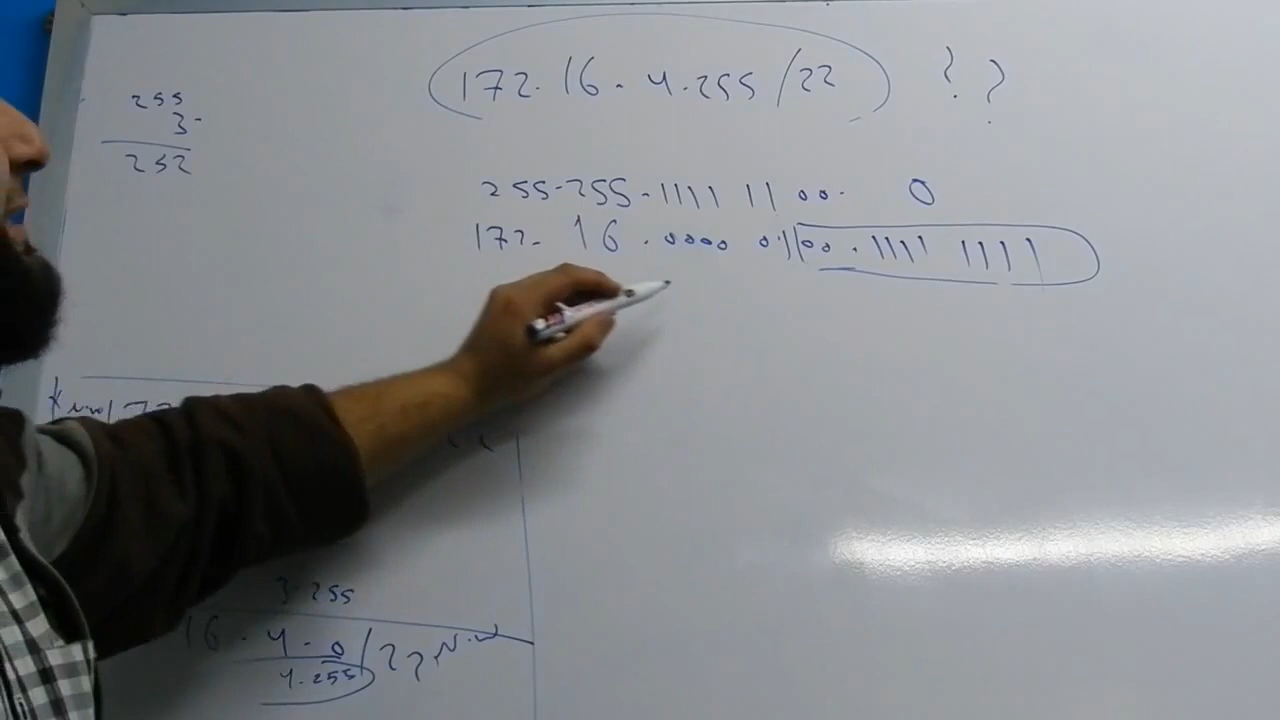 172.16.4.255/22 ? ?
255
3-
252
255.255.1111 1100. 0
172.16.0000 01|00.1111 1111
3.255
16.4.0/22 N.w
4.255